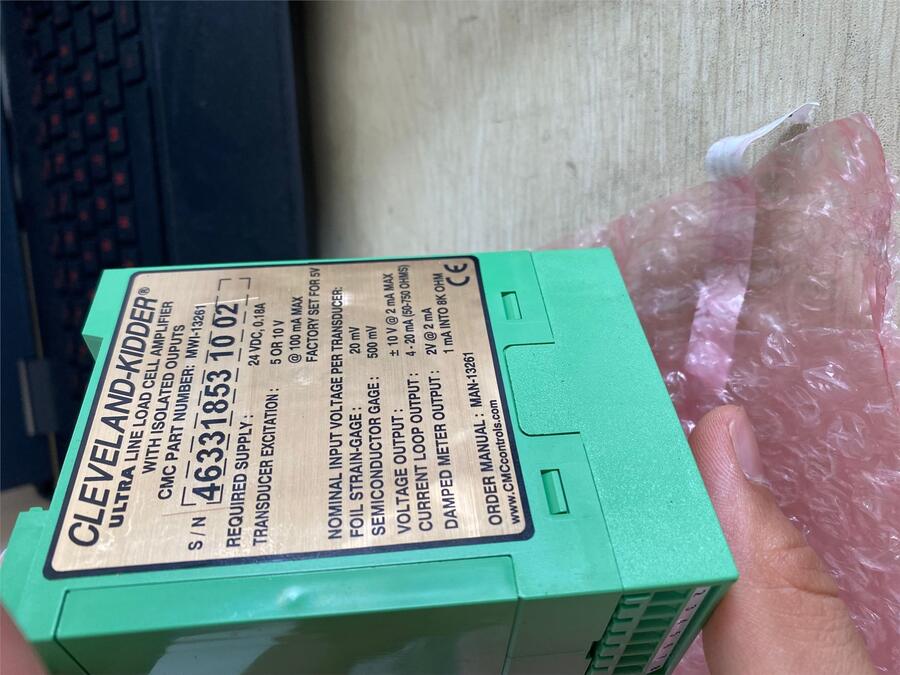 CLEVELAND-KIDDER®
ULTRA LINE LOAD CELL AMPLIFIER
WITH ISOLATED OUPUTS
CMC PART NUMBER: MWI-13261
S / N 46331853 10 02
REQUIRED SUPPLY : 24 VDC, 0.18A
TRANSDUCER EXCITATION : 5 OR 10 V
@ 100 mA MAX
FACTORY SET FOR 5V
NOMINAL INPUT VOLTAGE PER TRANSDUCER:
FOIL STRAIN-GAGE : 20 mV
SEMICONDUCTOR GAGE : 500 mV
VOLTAGE OUTPUT : ± 10 V @ 2 mA MAX
CURRENT LOOP OUTPUT : 4 - 20 mA (50-750 OHMS)
DAMPED METER OUTPUT : 2V @ 2 mA
1 mA INTO 8K OHM
ORDER MANUAL : MAN-13261
www.CMCcontrols.com
CE